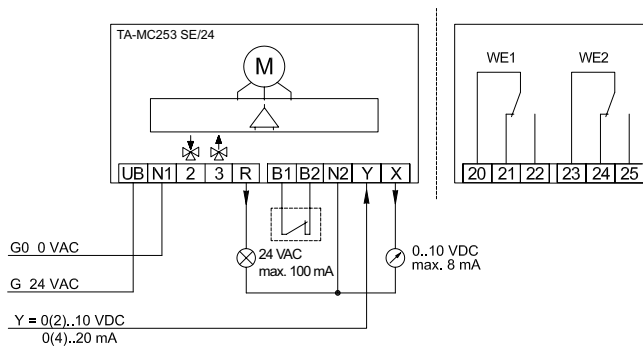 TA-MC253 SE/24
M
UB N1 2 3 R B1 B2 N2 Y X
G0 0 VAC
G 24 VAC
Y = 0(2)..10 VDC
0(4)..20 mA
24 VAC
max. 100 mA
0..10 VDC
max. 8 mA
WE1 WE2
20 21 22 23 24 25